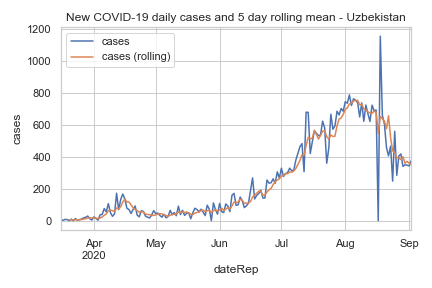 New COVID-19 daily cases and 5 day rolling mean - Uzbekistan
cases
cases (rolling)
1200
1000
800
600
400
200
0
cases
Apr
2020
May
Jun
Jul
Aug
Sep
dateRep